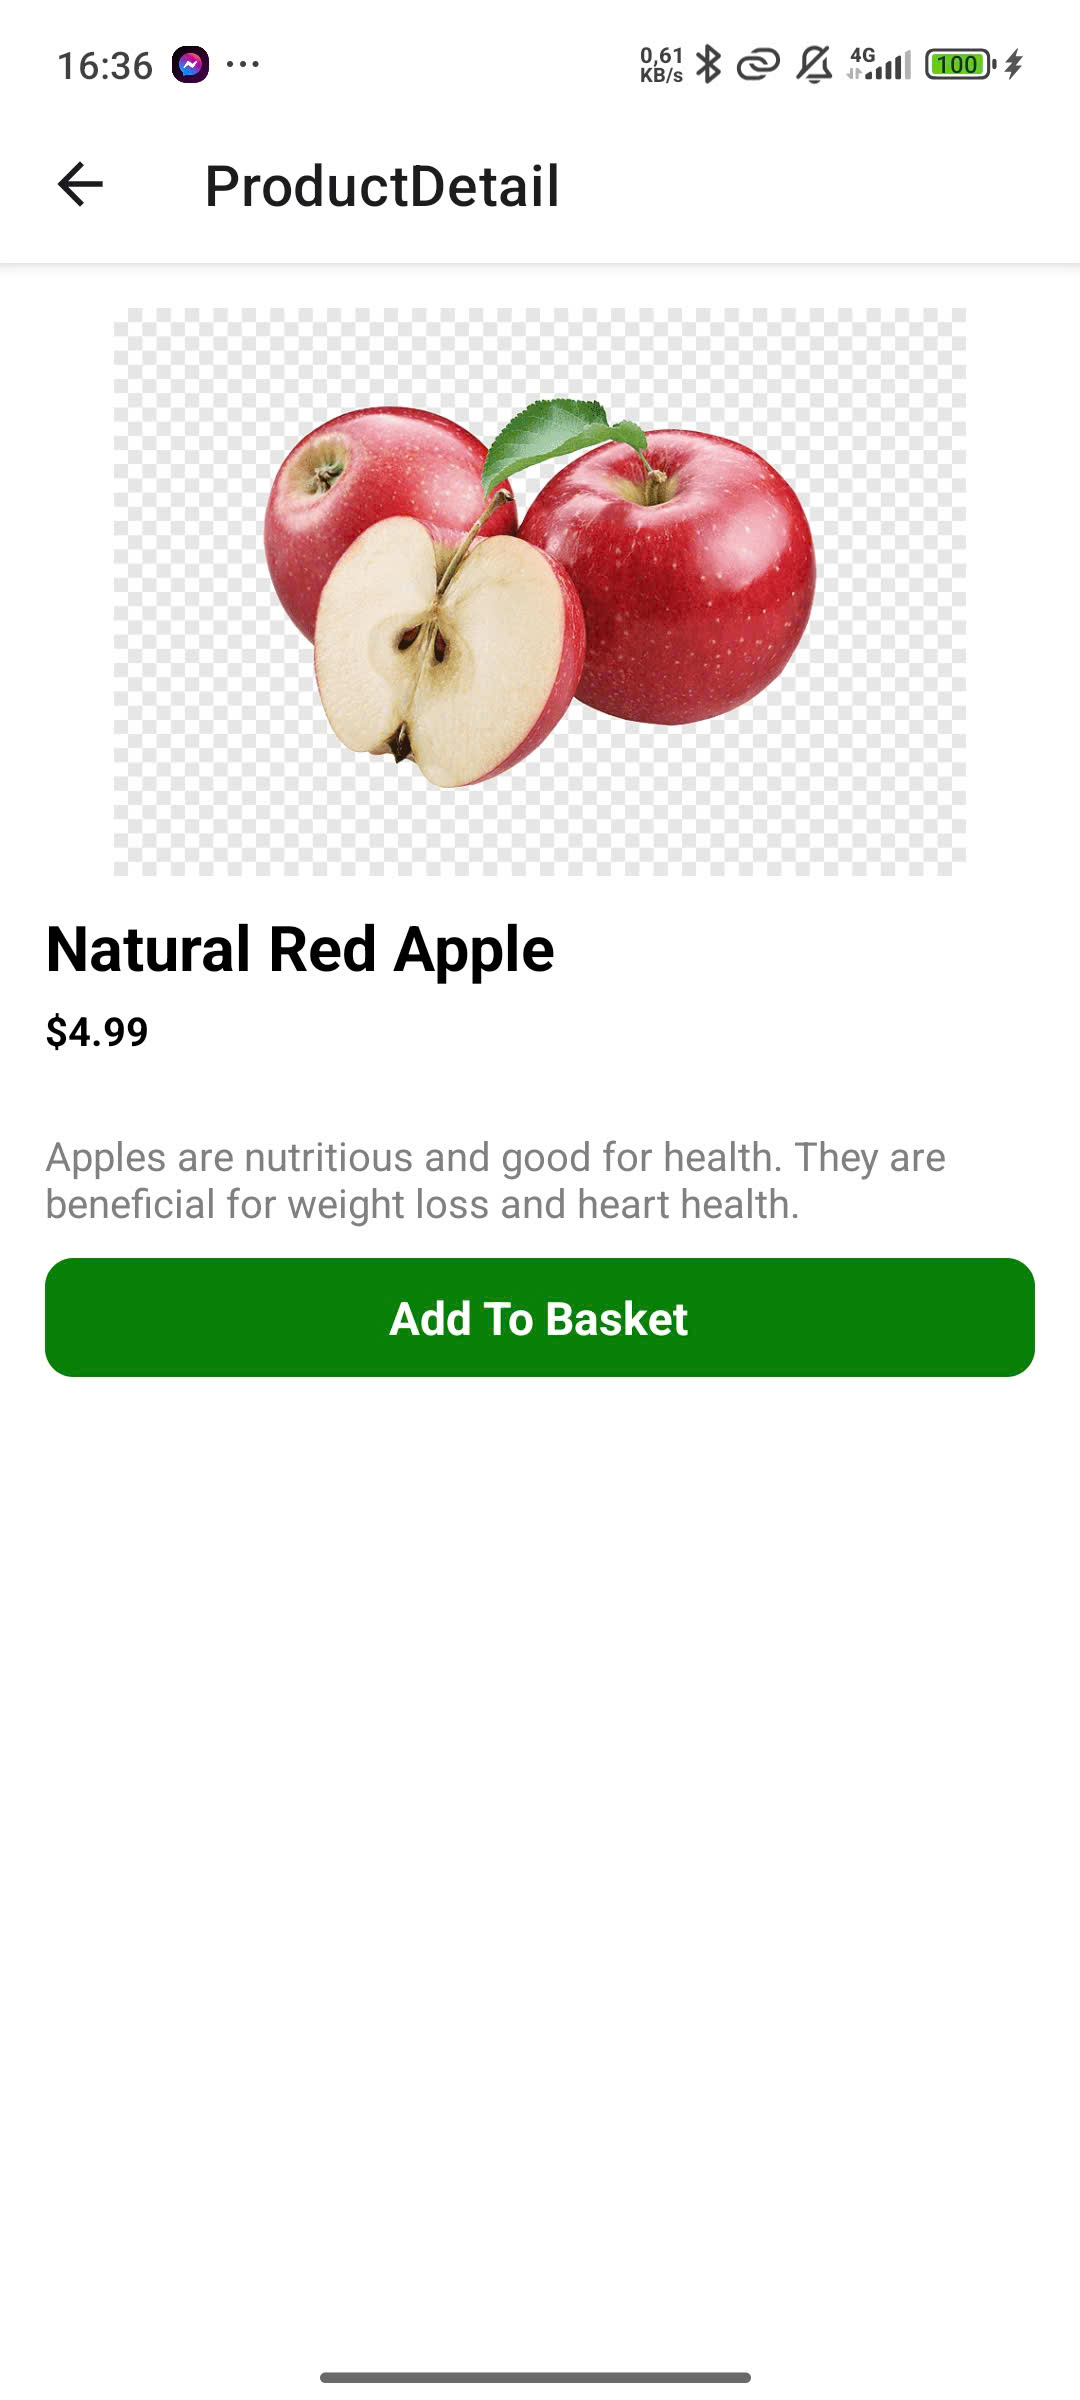 16:36 ...
0,61
KB/s
4G
100
ProductDetail
Natural Red Apple
$4.99
Apples are nutritious and good for health. They are
beneficial for weight loss and heart health.
Add To Basket